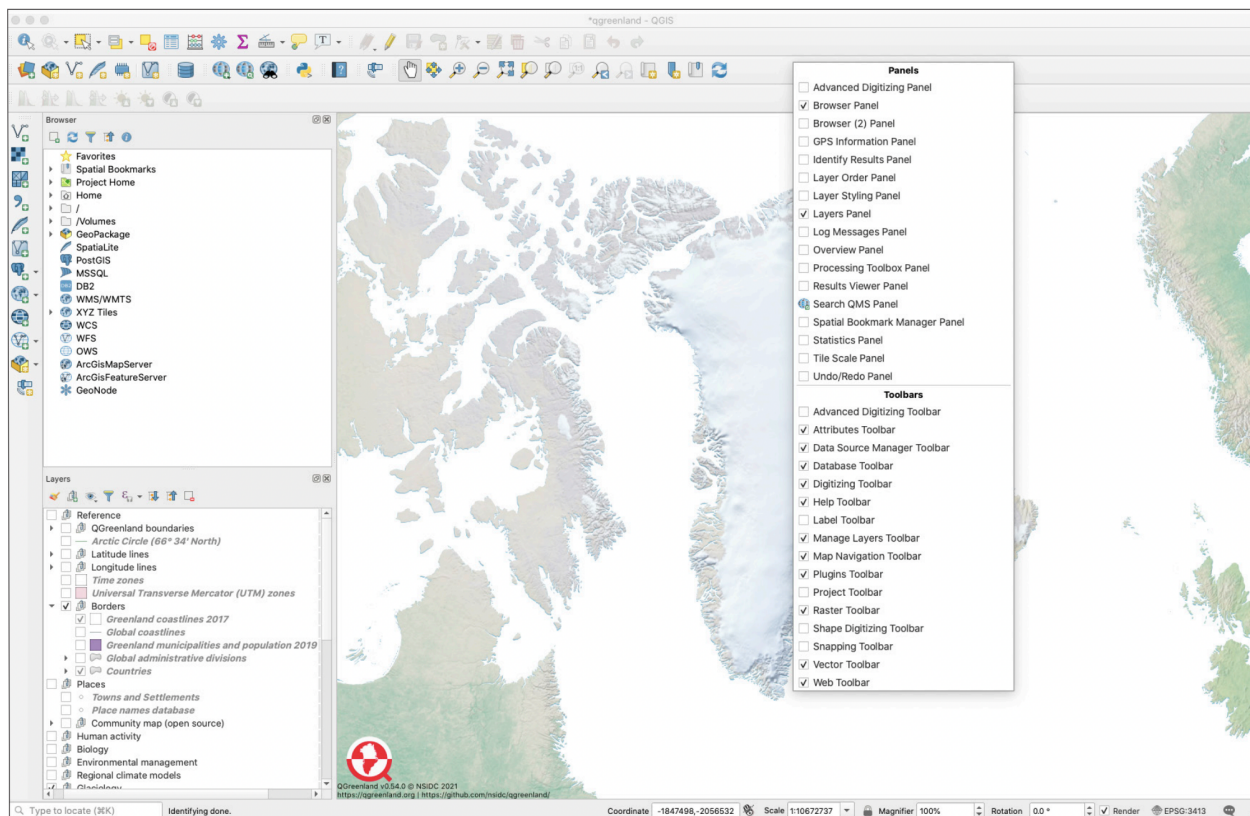 *qgreenland - QGIS
Panels
Advanced Digitizing Panel
Browser Panel
Browser (2) Panel
GPS Information Panel
Identify Results Panel
Layer Order Panel
Layer Styling Panel
Layers Panel
Log Messages Panel
Overview Panel
Processing Toolbox Panel
Results Viewer Panel
Search QMS Panel
Spatial Bookmark Manager Panel
Statistics Panel
Tile Scale Panel
Undo/Redo Panel
Toolbars
Advanced Digitizing Toolbar
Attributes Toolbar
Data Source Manager Toolbar
Database Toolbar
Digitizing Toolbar
Help Toolbar
Label Toolbar
Manage Layers Toolbar
Map Navigation Toolbar
Plugins Toolbar
Project Toolbar
Raster Toolbar
Shape Digitizing Toolbar
Snapping Toolbar
Vector Toolbar
Web Toolbar
Browser
Favorites
Spatial Bookmarks
Project Home
Home
/
/Volumes
GeoPackage
SpatiaLite
PostGIS
MSSQL
DB2
WMS/WMTS
XYZ Tiles
WCS
WFS
OWS
ArcGisMapServer
ArcGisFeatureServer
GeoNode
Layers
Reference
QGreenland boundaries
Arctic Circle (66° 34' North)
Latitude lines
Longitude lines
Time zones
Universal Transverse Mercator (UTM) zones
Borders
Greenland coastlines 2017
Global coastlines
Greenland municipalities and population 2019
Global administrative divisions
Countries
Places
Towns and Settlements
Place names database
Community map (open source)
Human activity
Biology
Environmental management
Regional climate models
Glaciology
QGreenland v0.54.0 © NSIDC 2021
https://qgreenland.org | https://github.com/nsidc/qgreenland/
Type to locate (⌘K) Identifying done. Coordinate -1847498,-2056532 Scale 1:10672737 Magnifier 100% Rotation 0.0 ° Render EPSG:3413